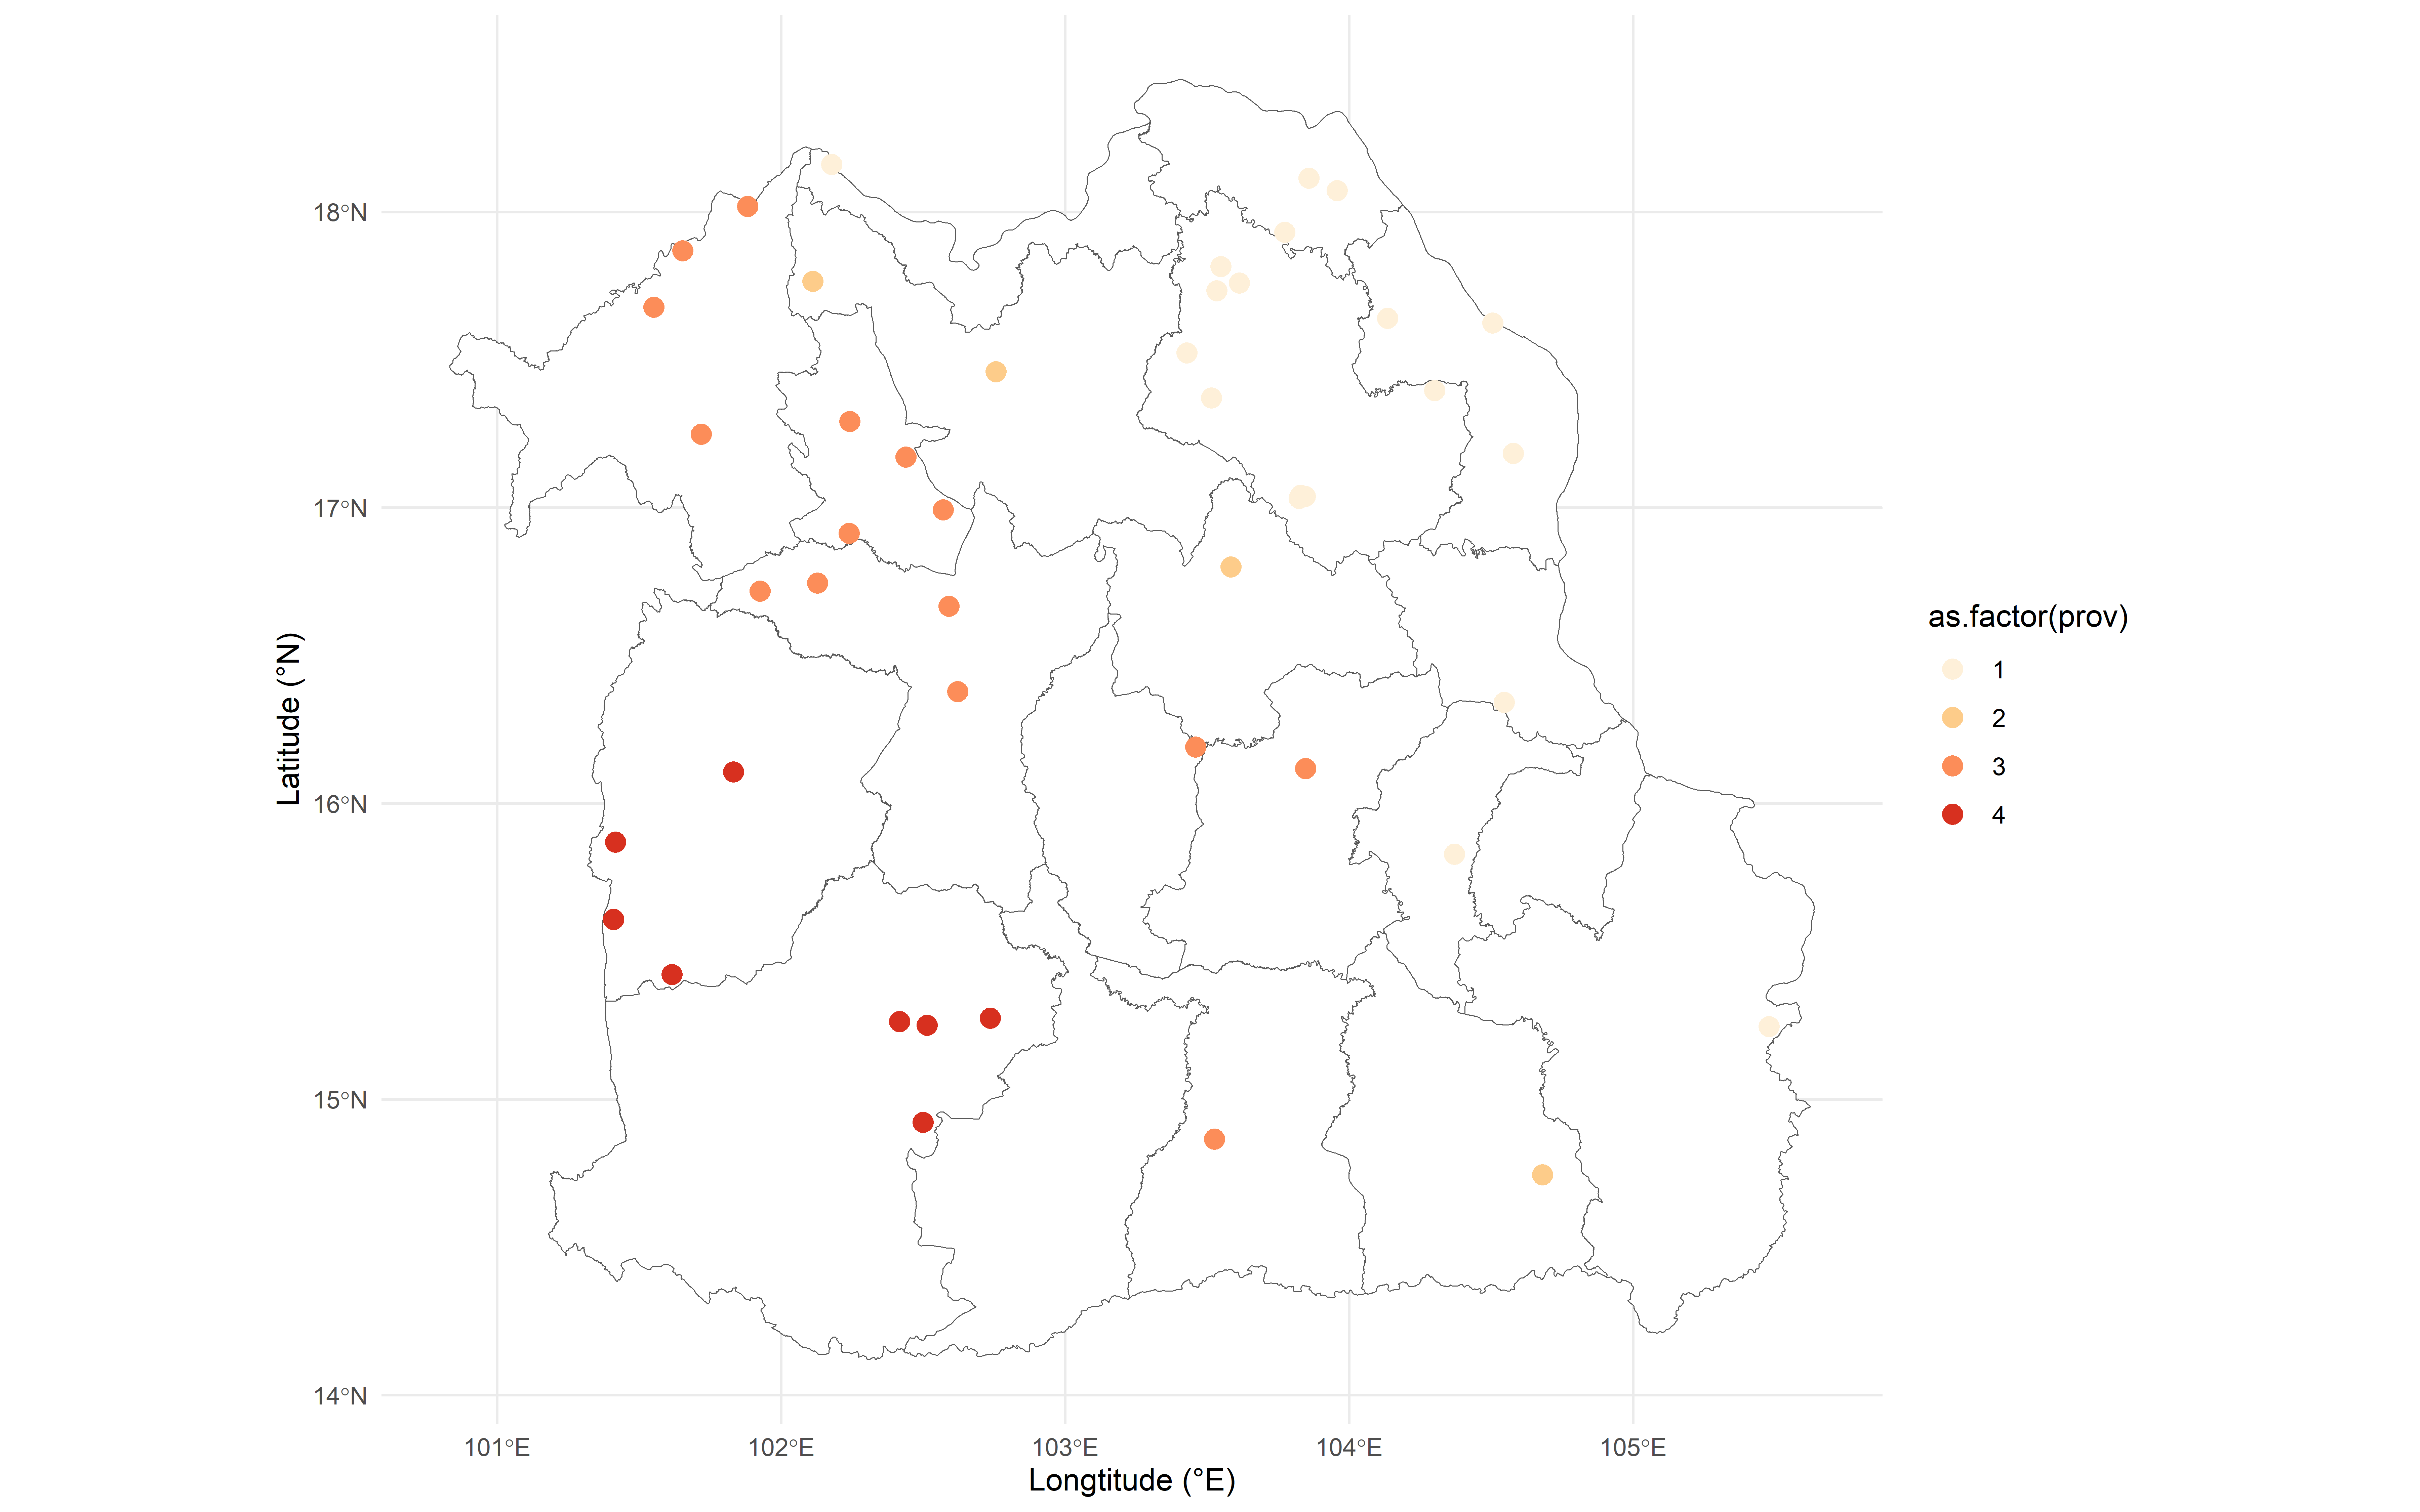 18°N
17°N
16°N
15°N
14°N
Latitude (°N)
101°E
102°E
103°E
104°E
105°E
Longtitude (°E)
as.factor(prov)
1
2
3
4